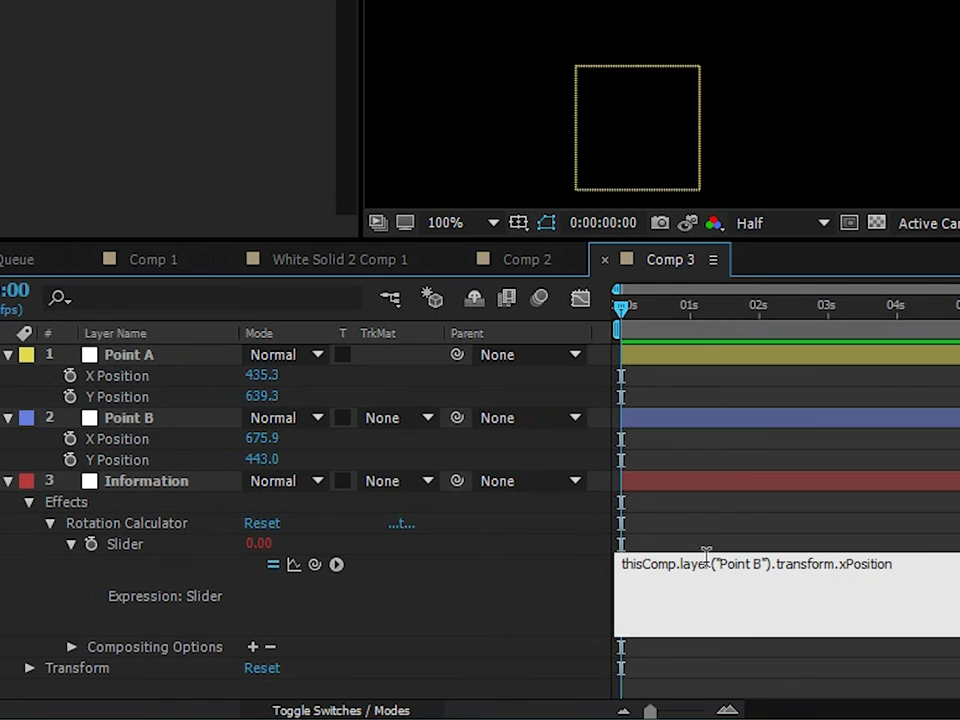 100% 0:00:00:00 Half Active Cam
Queue Comp 1 White Solid 2 Comp 1 Comp 2 × Comp 3
:00
fps)
0s 01s 02s 03s 04s
# Layer Name Mode T TrkMat Parent
1 Point A Normal None
X Position 435.3
Y Position 639.3
2 Point B Normal None None
X Position 675.9
Y Position 443.0
3 Information Normal None None
Effects
Rotation Calculator Reset ...t...
Slider 0.00
thisComp.layer("Point B").transform.xPosition
Expression: Slider
Compositing Options + −
Transform Reset
Toggle Switches / Modes